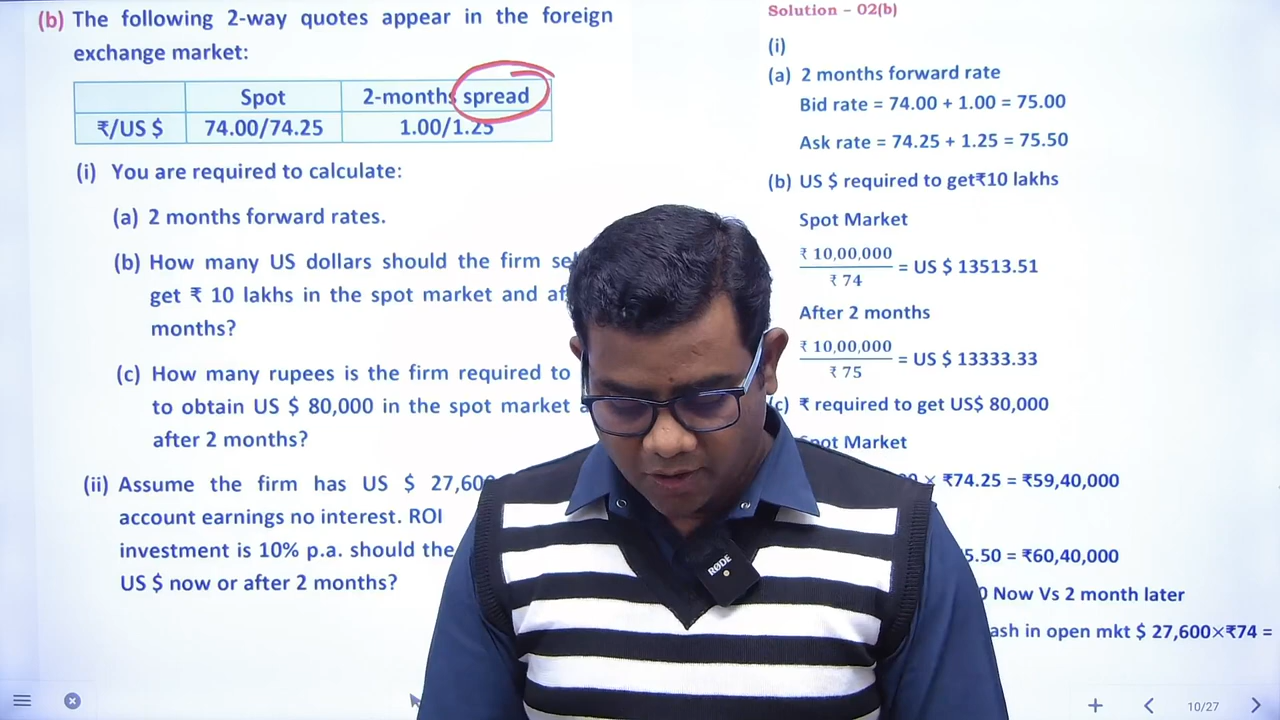 (b) The following 2-way quotes appear in the foreign
exchange market:
Spot 2-months spread
₹/US $ 74.00/74.25 1.00/1.25
(i) You are required to calculate:
(a) 2 months forward rates.
(b) How many US dollars should the firm
get ₹ 10 lakhs in the spot market and
months?
(c) How many rupees is the firm required to
to obtain US $ 80,000 in the spot market
after 2 months?
(ii) Assume the firm has US $ 27,600
account earnings no interest. ROI
investment is 10% p.a. should the
US $ now or after 2 months?
Solution – 02(b)
(i)
(a) 2 months forward rate
Bid rate = 74.00 + 1.00 = 75.00
Ask rate = 74.25 + 1.25 = 75.50
(b) US $ required to get₹10 lakhs
Spot Market
₹ 10,00,000
₹ 74
= US $ 13513.51
After 2 months
₹ 10,00,000
₹ 75
= US $ 13333.33
(c) ₹ required to get US$ 80,000
Spot Market
× ₹74.25 = ₹59,40,000
5.50 = ₹60,40,000
Now Vs 2 month later
in open mkt $ 27,600×₹74 =
RØDE
10/27